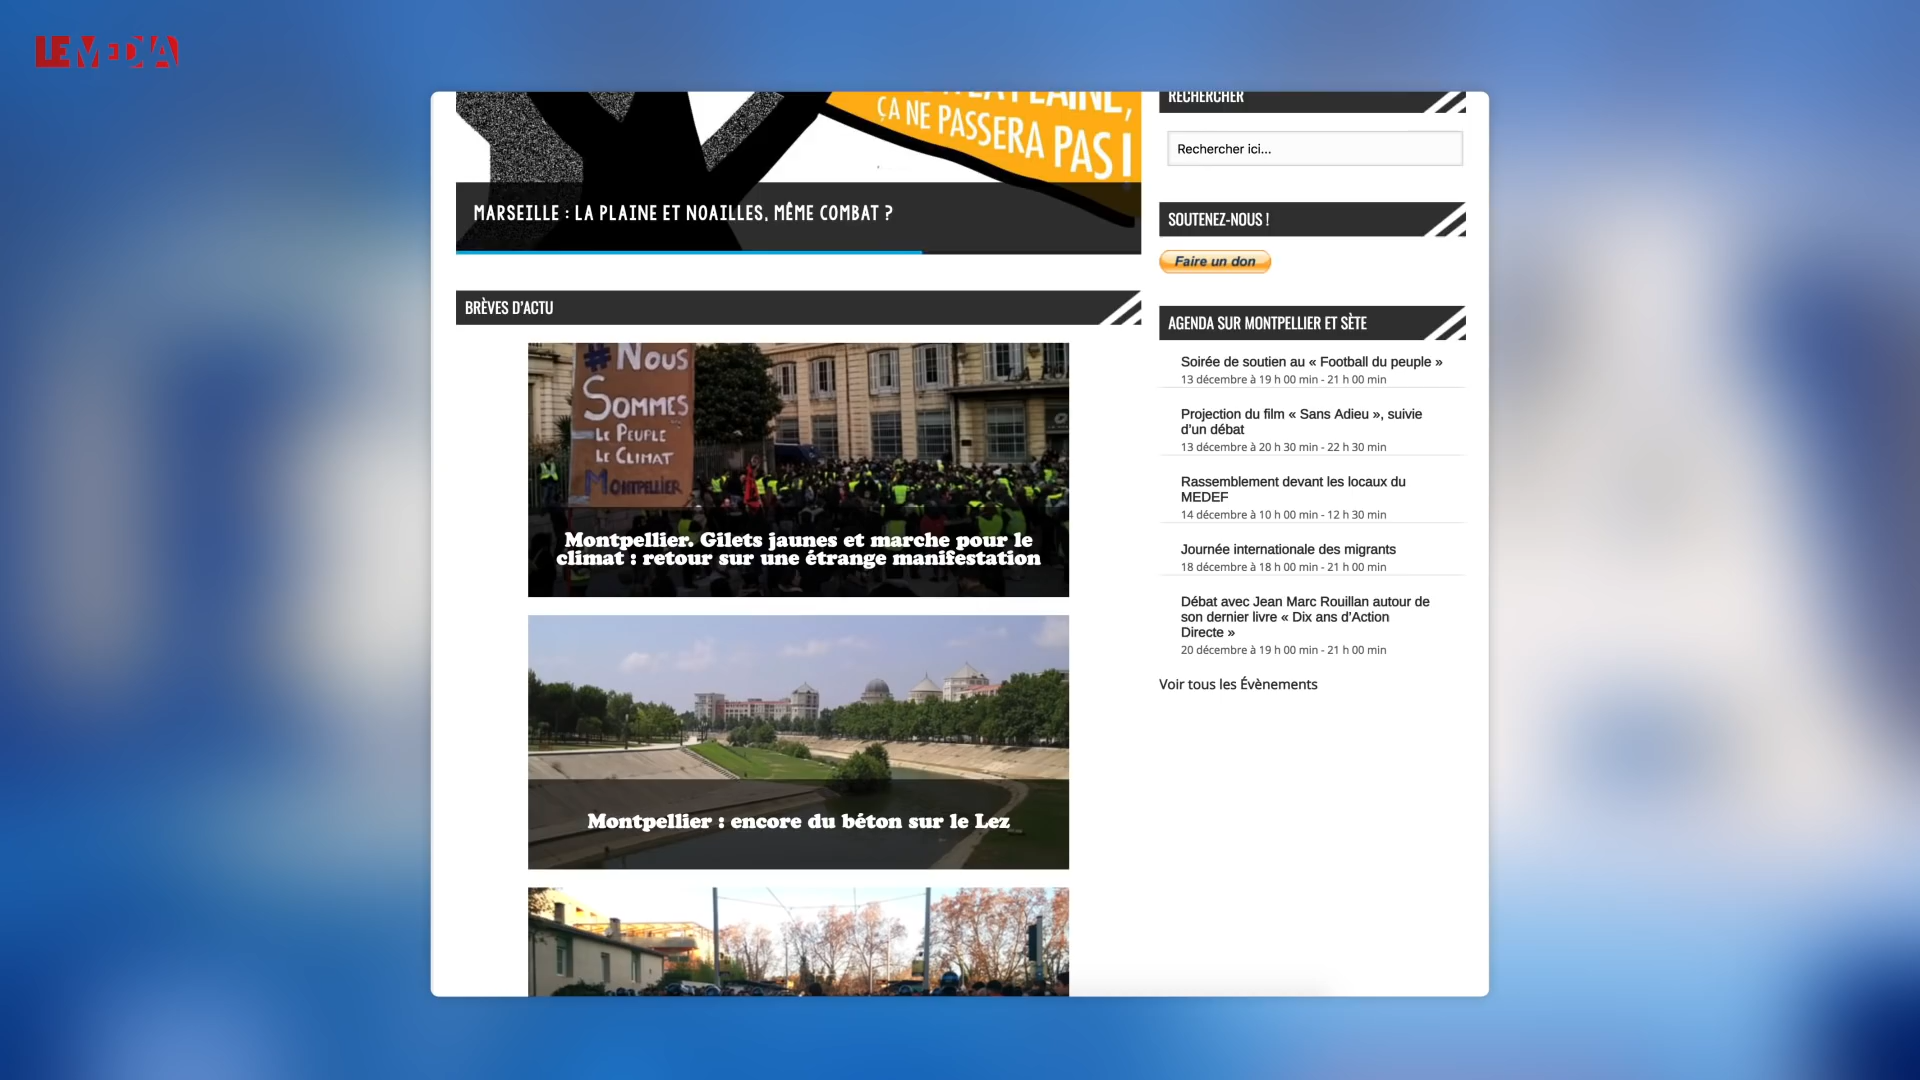 LE MEDIA
PLAINE,
ÇA NE PASSERA PAS !
MARSEILLE : LA PLAINE ET NOAILLES, MÊME COMBAT ?
BRÈVES D'ACTU
#NOUS
SOMMES
LE PEUPLE
LE CLIMAT
MONTPELLIER
Montpellier. Gilets jaunes et marche pour le
climat : retour sur une étrange manifestation
Montpellier : encore du béton sur le Lez
RECHERCHER
Rechercher ici...
SOUTENEZ-NOUS !
Faire un don
AGENDA SUR MONTPELLIER ET SÈTE
Soirée de soutien au « Football du peuple »
13 décembre à 19 h 00 min - 21 h 00 min
Projection du film « Sans Adieu », suivie
d'un débat
13 décembre à 20 h 30 min - 22 h 30 min
Rassemblement devant les locaux du
MEDEF
14 décembre à 10 h 00 min - 12 h 30 min
Journée internationale des migrants
18 décembre à 18 h 00 min - 21 h 00 min
Débat avec Jean Marc Rouillan autour de
son dernier livre « Dix ans d'Action
Directe »
20 décembre à 19 h 00 min - 21 h 00 min
Voir tous les Évènements